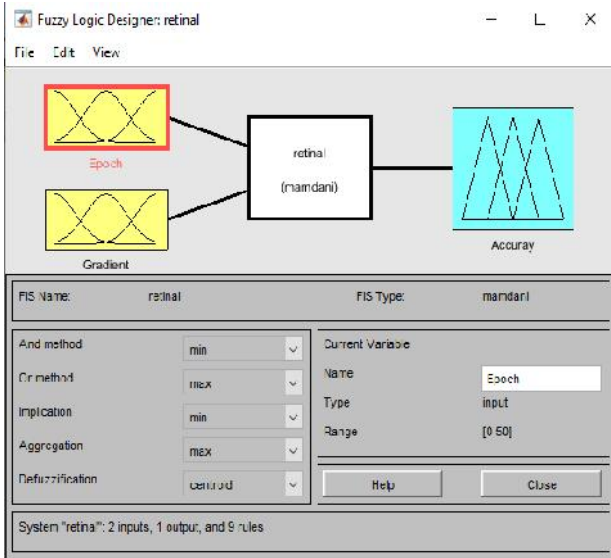 Fuzzy Logic Designer: retinal
File Edit View
Epoch
Gradient
retinal
(mamdani)
Accuray
FIS Name: retinal FIS Type: mamdani
And method min
Or method max
Implication min
Aggregation max
Defuzzification centroid
Current Variable
Name Epoch
Type input
Range [0 50]
Help Close
System "retinal": 2 inputs, 1 output, and 9 rules